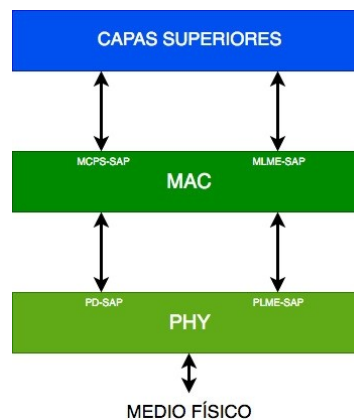 CAPAS SUPERIORES
MCPS-SAP MLME-SAP
MAC
PD-SAP PLME-SAP
PHY
MEDIO FÍSICO